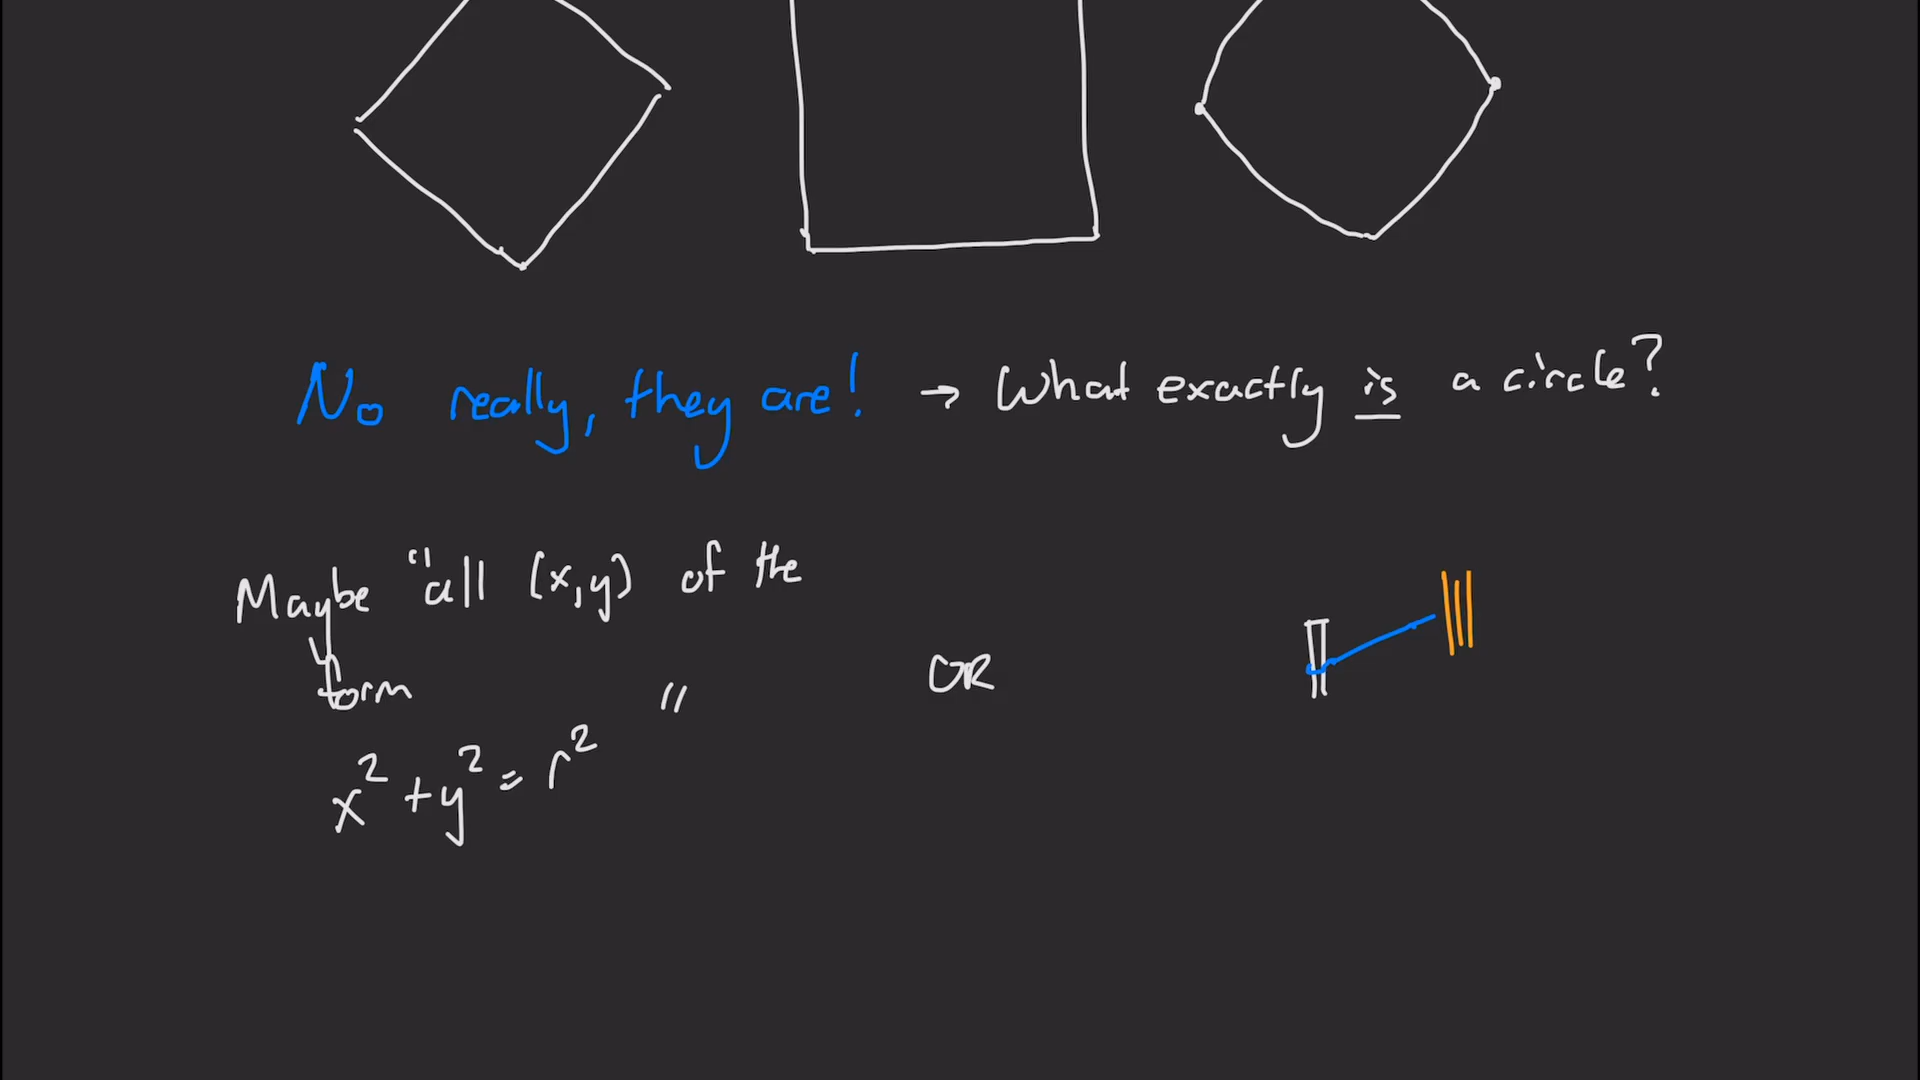 No really, they are! → What exactly is a circle?
Maybe "all (x,y) of the
form "
OR
x² + y² = r²